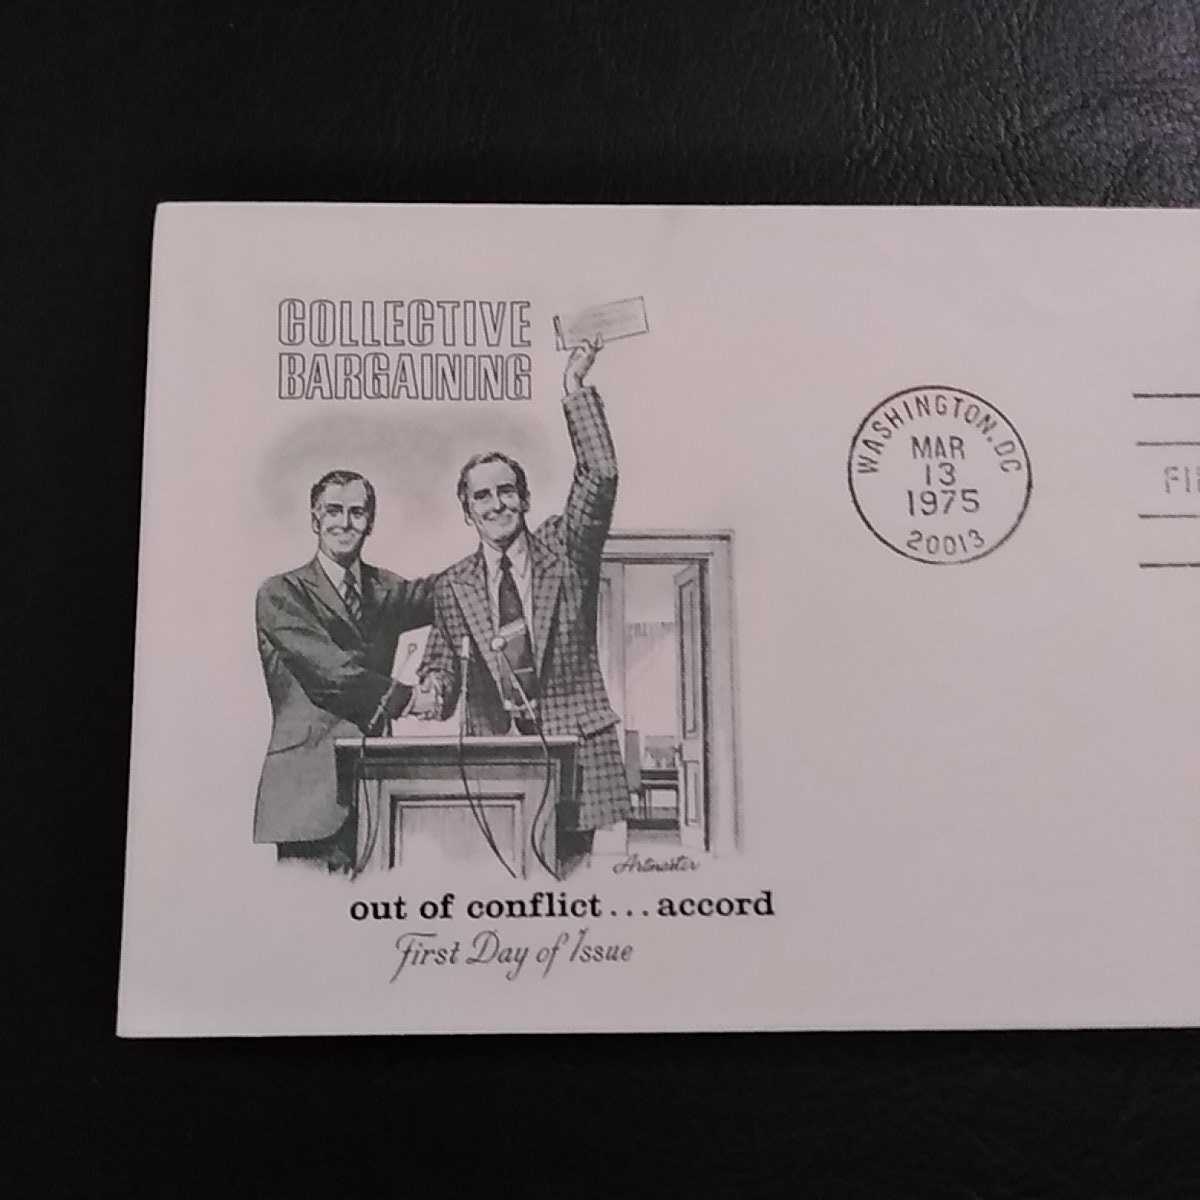 COLLECTIVE
BARGAINING
P
WASHINGTON, DC
MAR
13
1975
20013
Artmaster
out of conflict...accord
First Day of Issue